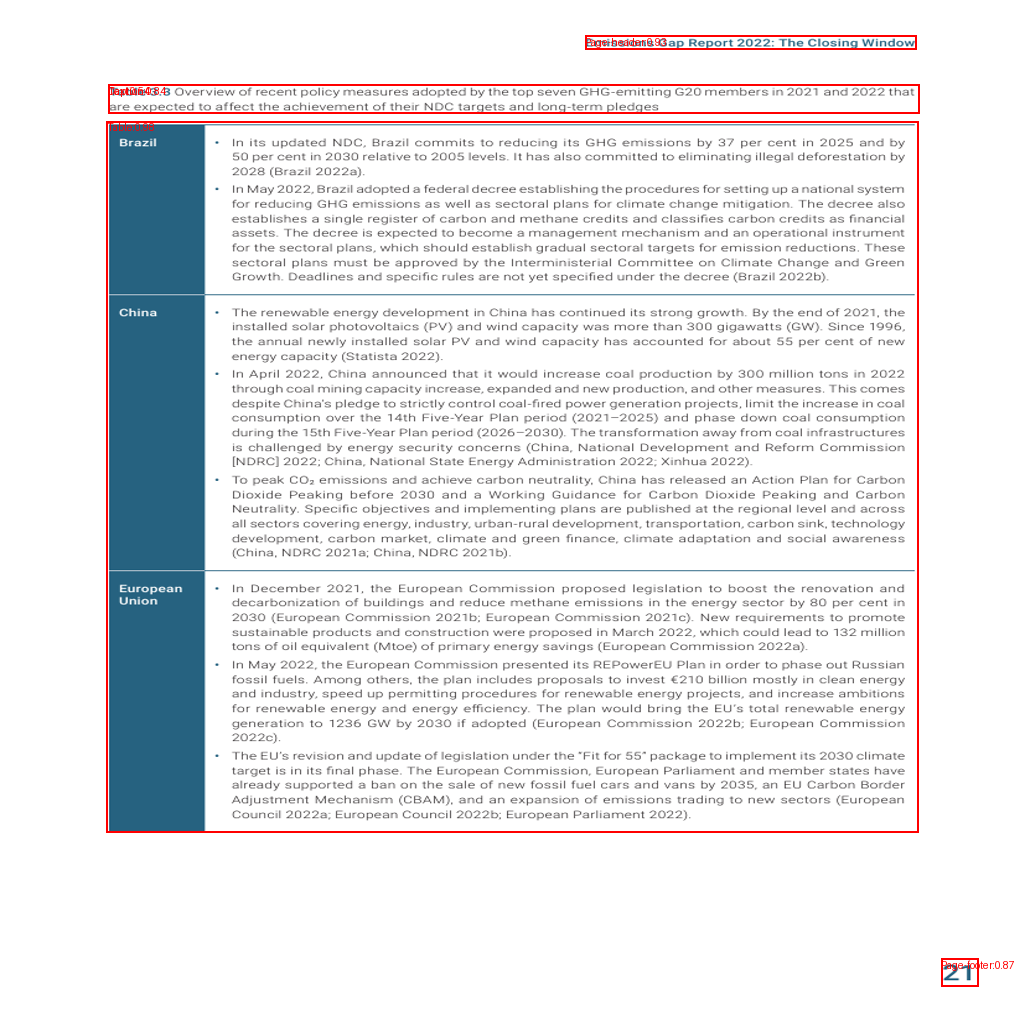 Gap Report 2022: The Closing Window
Overview of recent policy measures adopted by the top seven GHG-emitting G20 members in 2021 and 2022 that
are expected to affect the achievement of their NDC targets and long-term pledges
Brazil
• In its updated NDC, Brazil commits to reducing its GHG emissions by 37 per cent in 2025 and by
50 per cent in 2030 relative to 2005 levels. It has also committed to eliminating illegal deforestation by
2028 (Brazil 2022a).
• In May 2022, Brazil adopted a federal decree establishing the procedures for setting up a national system
for reducing GHG emissions as well as sectoral plans for climate change mitigation. The decree also
establishes a single register of carbon and methane credits and classifies carbon credits as financial
assets. The decree is expected to become a management mechanism and an operational instrument
for the sectoral plans, which should establish gradual sectoral targets for emission reductions. These
sectoral plans must be approved by the Interministerial Committee on Climate Change and Green
Growth. Deadlines and specific rules are not yet specified under the decree (Brazil 2022b).
China
• The renewable energy development in China has continued its strong growth. By the end of 2021, the
installed solar photovoltaics (PV) and wind capacity was more than 300 gigawatts (GW). Since 1996,
the annual newly installed solar PV and wind capacity has accounted for about 55 per cent of new
energy capacity (Statista 2022).
• In April 2022, China announced that it would increase coal production by 300 million tons in 2022
through coal mining capacity increase, expanded and new production, and other measures. This comes
despite China's pledge to strictly control coal-fired power generation projects, limit the increase in coal
consumption over the 14th Five-Year Plan period (2021–2025) and phase down coal consumption
during the 15th Five-Year Plan period (2026–2030). The transformation away from coal infrastructures
is challenged by energy security concerns (China, National Development and Reform Commission
[NDRC] 2022; China, National State Energy Administration 2022; Xinhua 2022).
• To peak CO₂ emissions and achieve carbon neutrality, China has released an Action Plan for Carbon
Dioxide Peaking before 2030 and a Working Guidance for Carbon Dioxide Peaking and Carbon
Neutrality. Specific objectives and implementing plans are published at the regional level and across
all sectors covering energy, industry, urban-rural development, transportation, carbon sink, technology
development, carbon market, climate and green finance, climate adaptation and social awareness
(China, NDRC 2021a; China, NDRC 2021b).
European
Union
• In December 2021, the European Commission proposed legislation to boost the renovation and
decarbonization of buildings and reduce methane emissions in the energy sector by 80 per cent in
2030 (European Commission 2021b; European Commission 2021c). New requirements to promote
sustainable products and construction were proposed in March 2022, which could lead to 132 million
tons of oil equivalent (Mtoe) of primary energy savings (European Commission 2022a).
• In May 2022, the European Commission presented its REPowerEU Plan in order to phase out Russian
fossil fuels. Among others, the plan includes proposals to invest €210 billion mostly in clean energy
and industry, speed up permitting procedures for renewable energy projects, and increase ambitions
for renewable energy and energy efficiency. The plan would bring the EU's total renewable energy
generation to 1236 GW by 2030 if adopted (European Commission 2022b; European Commission
2022c).
• The EU's revision and update of legislation under the "Fit for 55" package to implement its 2030 climate
target is in its final phase. The European Commission, European Parliament and member states have
already supported a ban on the sale of new fossil fuel cars and vans by 2035, an EU Carbon Border
Adjustment Mechanism (CBAM), and an expansion of emissions trading to new sectors (European
Council 2022a; European Council 2022b; European Parliament 2022).
21